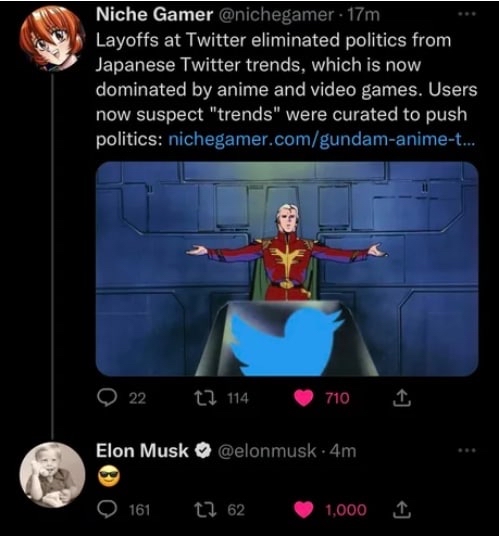 Niche Gamer @nichegamer · 17m
Layoffs at Twitter eliminated politics from
Japanese Twitter trends, which is now
dominated by anime and video games. Users
now suspect "trends" were curated to push
politics: nichegamer.com/gundam-anime-t...
22 114 710
Elon Musk @elonmusk · 4m
😎
161 62 1,000